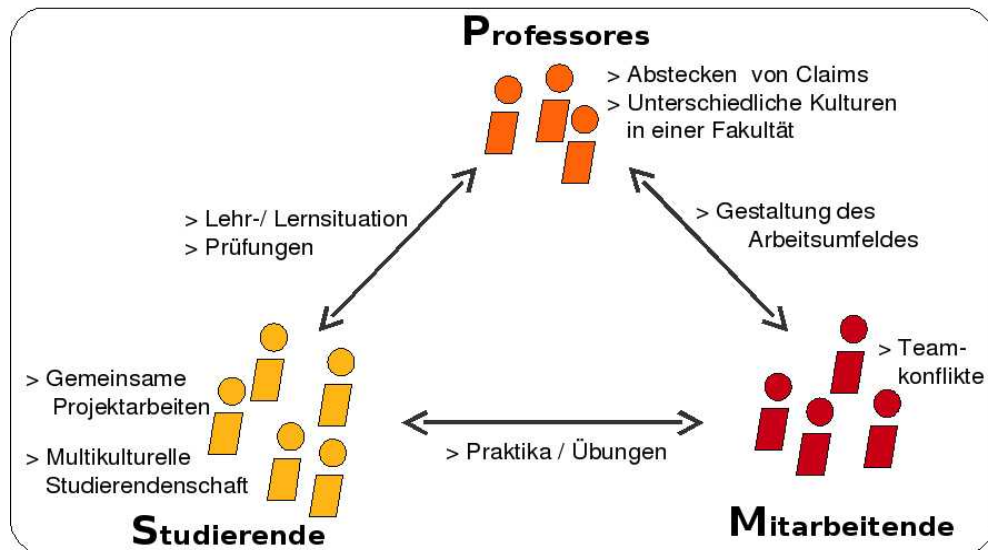 Professores
> Abstecken von Claims
> Unterschiedliche Kulturen
in einer Fakultät
> Lehr-/ Lernsituation
> Prüfungen
> Gestaltung des
Arbeitsumfeldes
> Gemeinsame
Projektarbeiten
> Multikulturelle
Studierendenschaft
Studierende
> Praktika / Übungen
> Team-
konflikte
Mitarbeitende